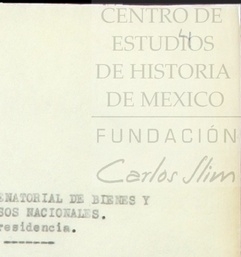 CENTRO DE
ESTUDIOS
DE HISTORIA
DE MEXICO
FUNDACIÓN
Carlos Slim
ENATORIAL DE BIENES Y
SOS NACIONALES.
residencia.